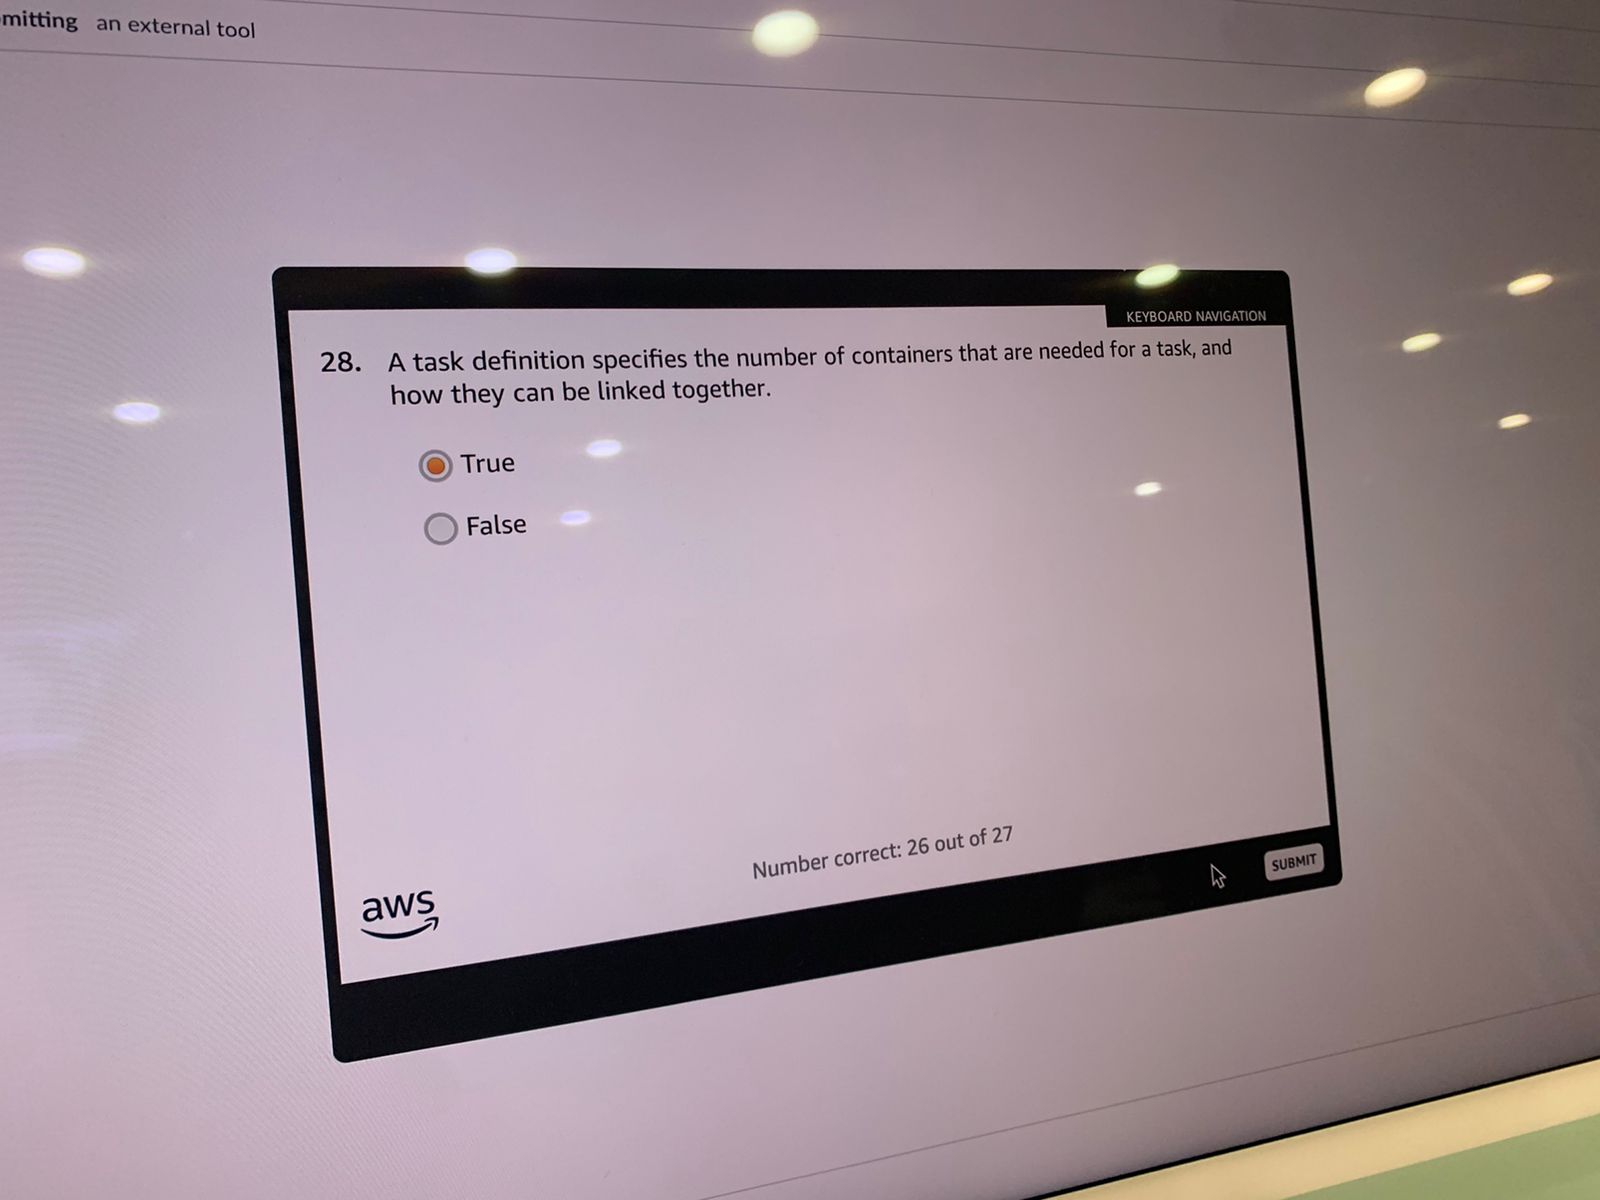 mitting an external tool
KEYBOARD NAVIGATION
28. A task definition specifies the number of containers that are needed for a task, and
how they can be linked together.
True
False
Number correct: 26 out of 27
SUBMIT
aws